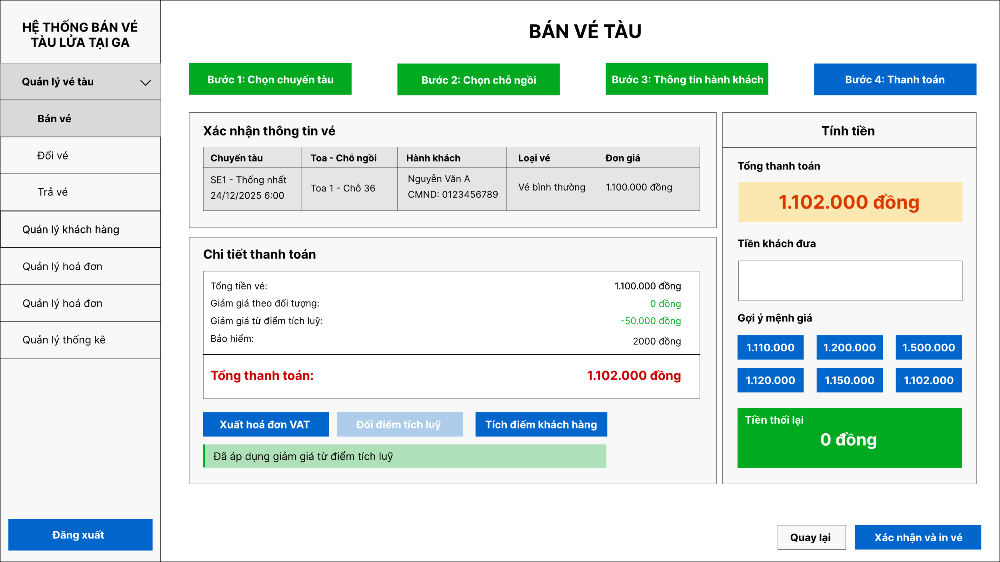 HỆ THỐNG BÁN VÉ
TÀU LỬA TẠI GA
Quản lý vé tàu
Bán vé
Đổi vé
Trả vé
Quản lý khách hàng
Quản lý hoá đơn
Quản lý hoá đơn
Quản lý thống kê
Đăng xuất
BÁN VÉ TÀU
Bước 1: Chọn chuyến tàu
Bước 2: Chọn chỗ ngồi
Bước 3: Thông tin hành khách
Bước 4: Thanh toán
Xác nhận thông tin vé
Chuyến tàu
Toa - Chỗ ngồi
Hành khách
Loại vé
Đơn giá
SE1 - Thống nhất
24/12/2025 6:00
Toa 1 - Chỗ 36
Nguyễn Văn A
CMND: 0123456789
Vé bình thường
1.100.000 đồng
Chi tiết thanh toán
Tổng tiền vé:
1.100.000 đồng
Giảm giá theo đối tượng:
0 đồng
Giảm giá từ điểm tích luỹ:
-50.000 đồng
Bảo hiểm:
2000 đồng
Tổng thanh toán:
1.102.000 đồng
Xuất hoá đơn VAT
Đổi điểm tích luỹ
Tích điểm khách hàng
Đã áp dụng giảm giá từ điểm tích luỹ
Tính tiền
Tổng thanh toán
1.102.000 đồng
Tiền khách đưa
Gợi ý mệnh giá
1.110.000
1.200.000
1.500.000
1.120.000
1.150.000
1.102.000
Tiền thối lại
0 đồng
Quay lại
Xác nhận và in vé